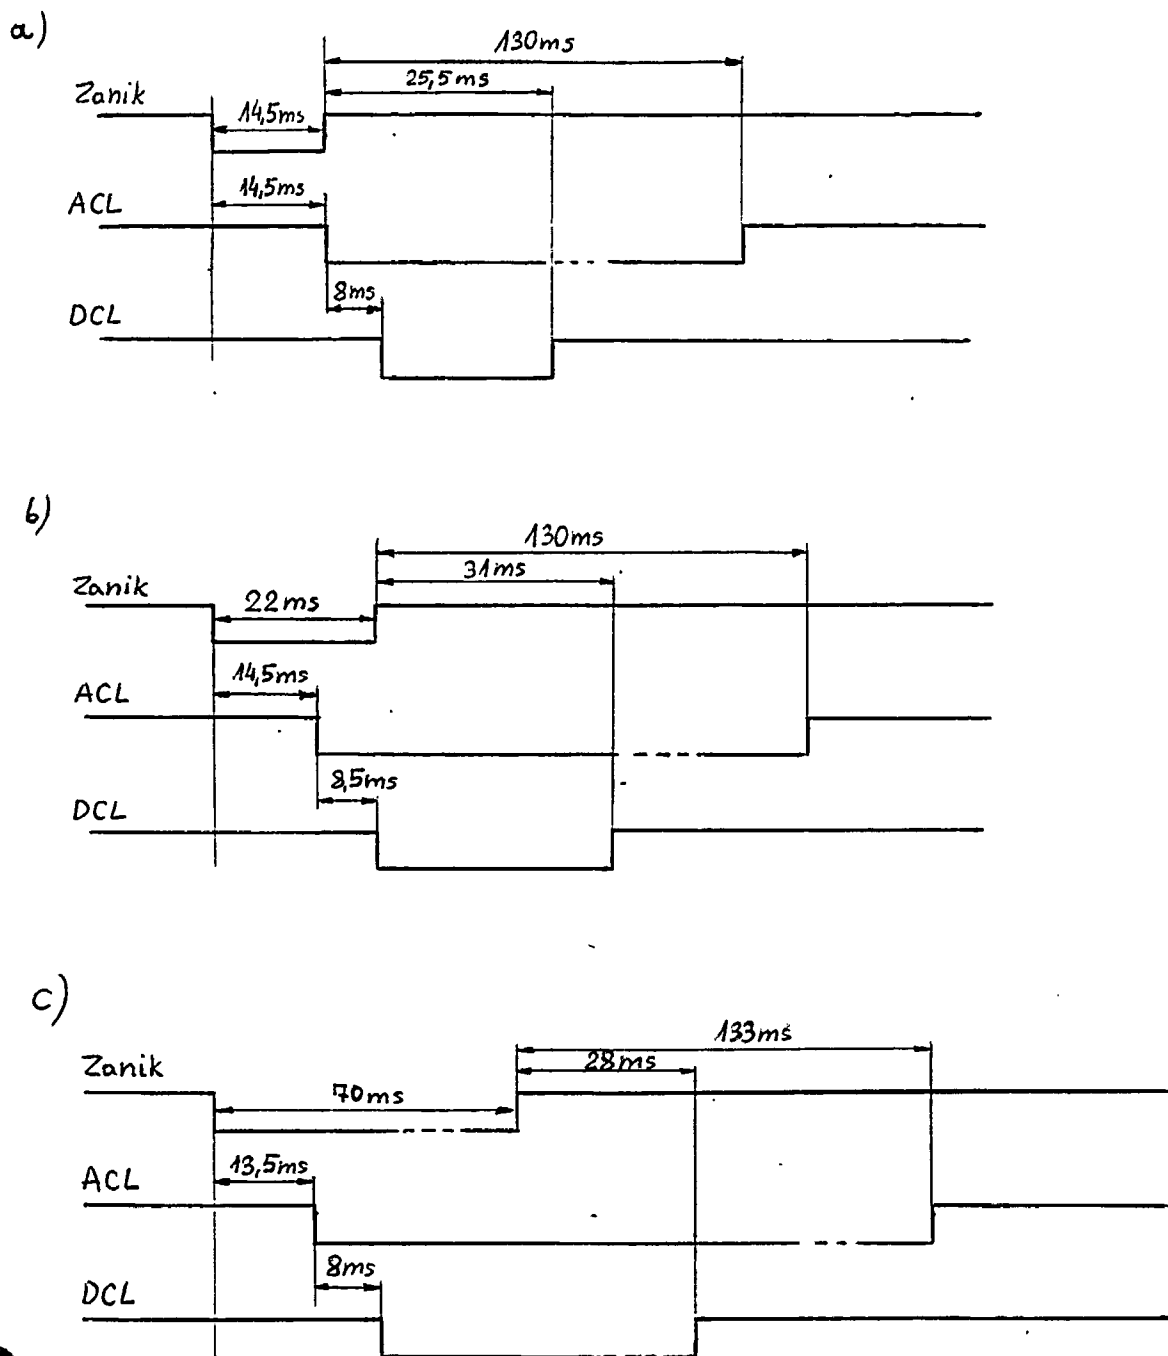 a)
130ms
25,5ms
Zanik
14,5ms
14,5ms
ACL
8ms
DCL
b)
130ms
31ms
Zanik
22ms
14,5ms
ACL
8,5ms
DCL
c)
133ms
28ms
Zanik
70ms
13,5ms
ACL
8ms
DCL